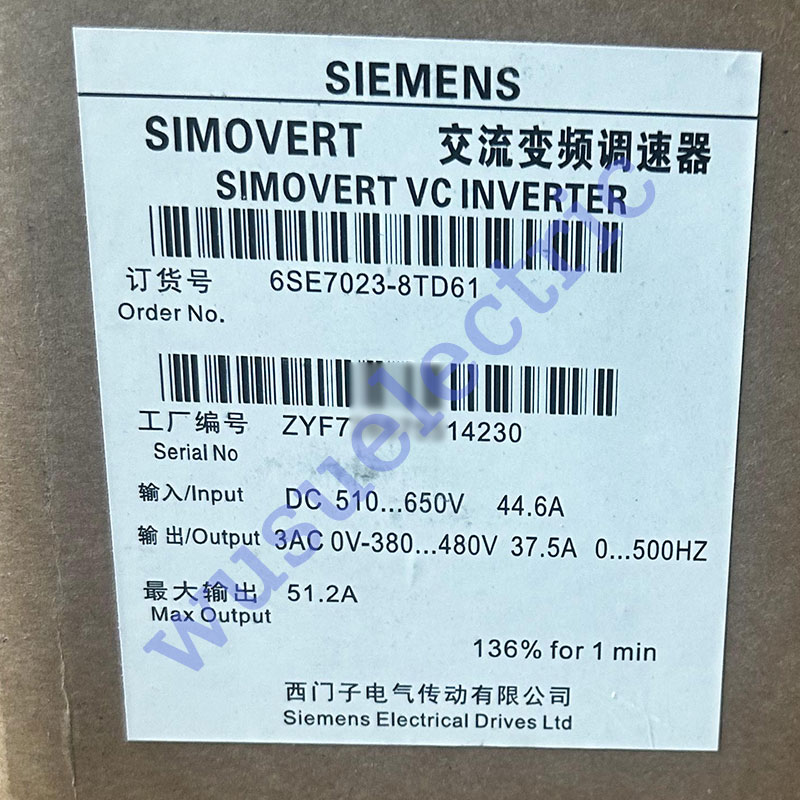 SIEMENS
SIMOVERT 交流变频调速器
SIMOVERT VC INVERTER
订货号 6SE7023-8TD61
Order No.
工厂编号 ZYF7 14230
Serial No
输入/Input DC 510...650V 44.6A
输出/Output 3AC 0V-380...480V 37.5A 0...500HZ
最大输出 51.2A
Max Output
136% for 1 min
西门子电气传动有限公司
Siemens Electrical Drives Ltd
wusuelectric